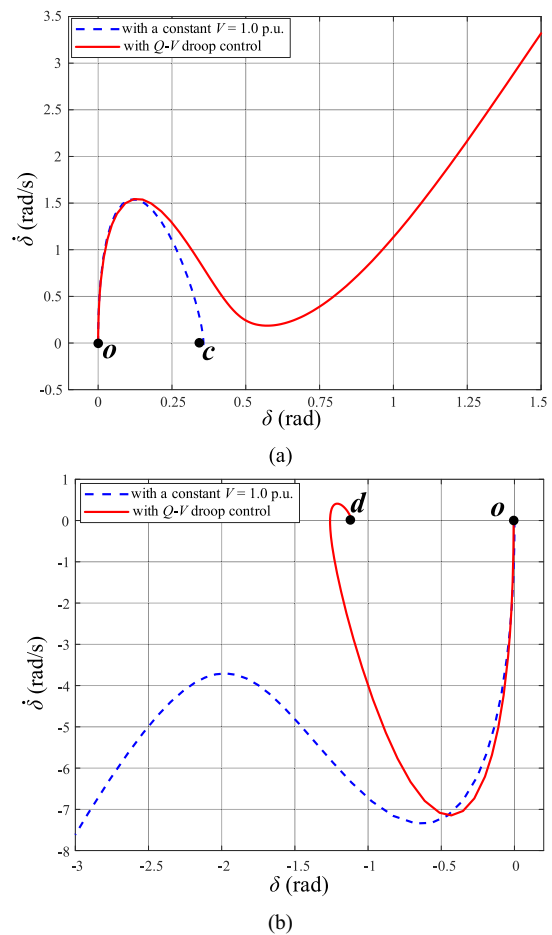 with a constant V = 1.0 p.u.
with Q-V droop control
3.5
3
2.5
2
1.5
1
0.5
0
-0.5
δ̇ (rad/s)
o
c
0
0.25
0.5
0.75
1
1.25
1.5
δ (rad)
(a)
with a constant V = 1.0 p.u.
with Q-V droop control
1
0
-1
-2
-3
-4
-5
-6
-7
-8
δ̇ (rad/s)
d
o
-3
-2.5
-2
-1.5
-1
-0.5
0
δ (rad)
(b)